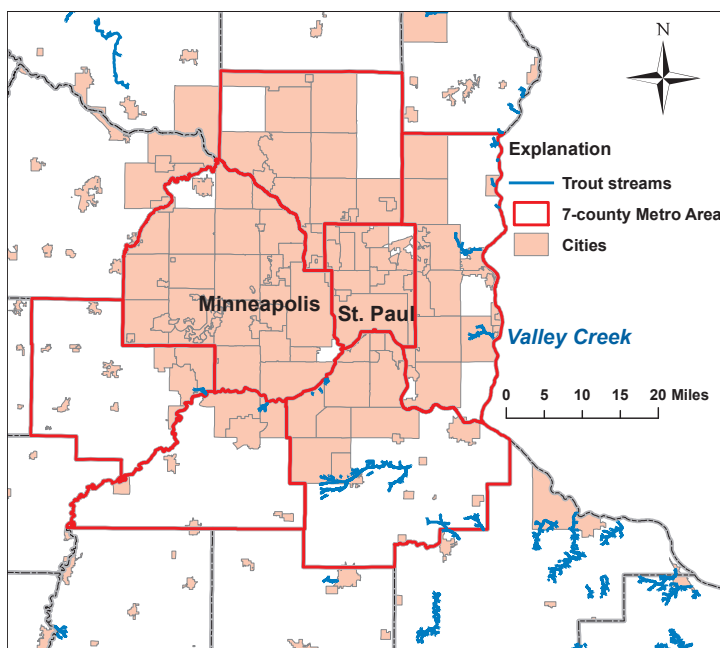 N
Explanation
Trout streams
7-county Metro Area
Cities
Minneapolis
St. Paul
Valley Creek
0 5 10 15 20 Miles